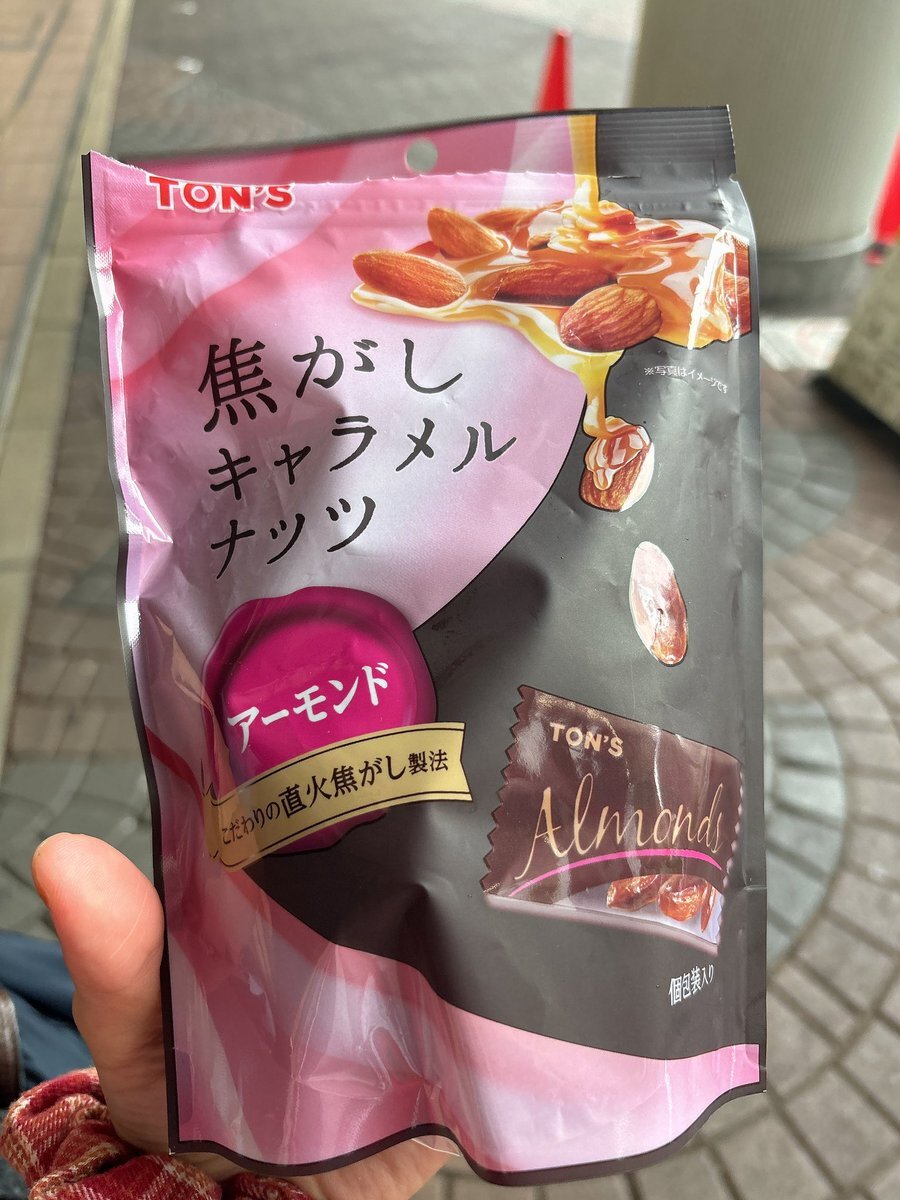 TON'S
※写真はイメージです
焦がし
キャラメル
ナッツ
アーモンド
こだわりの直火焦がし製法
TON'S
Almonds
個包装入り